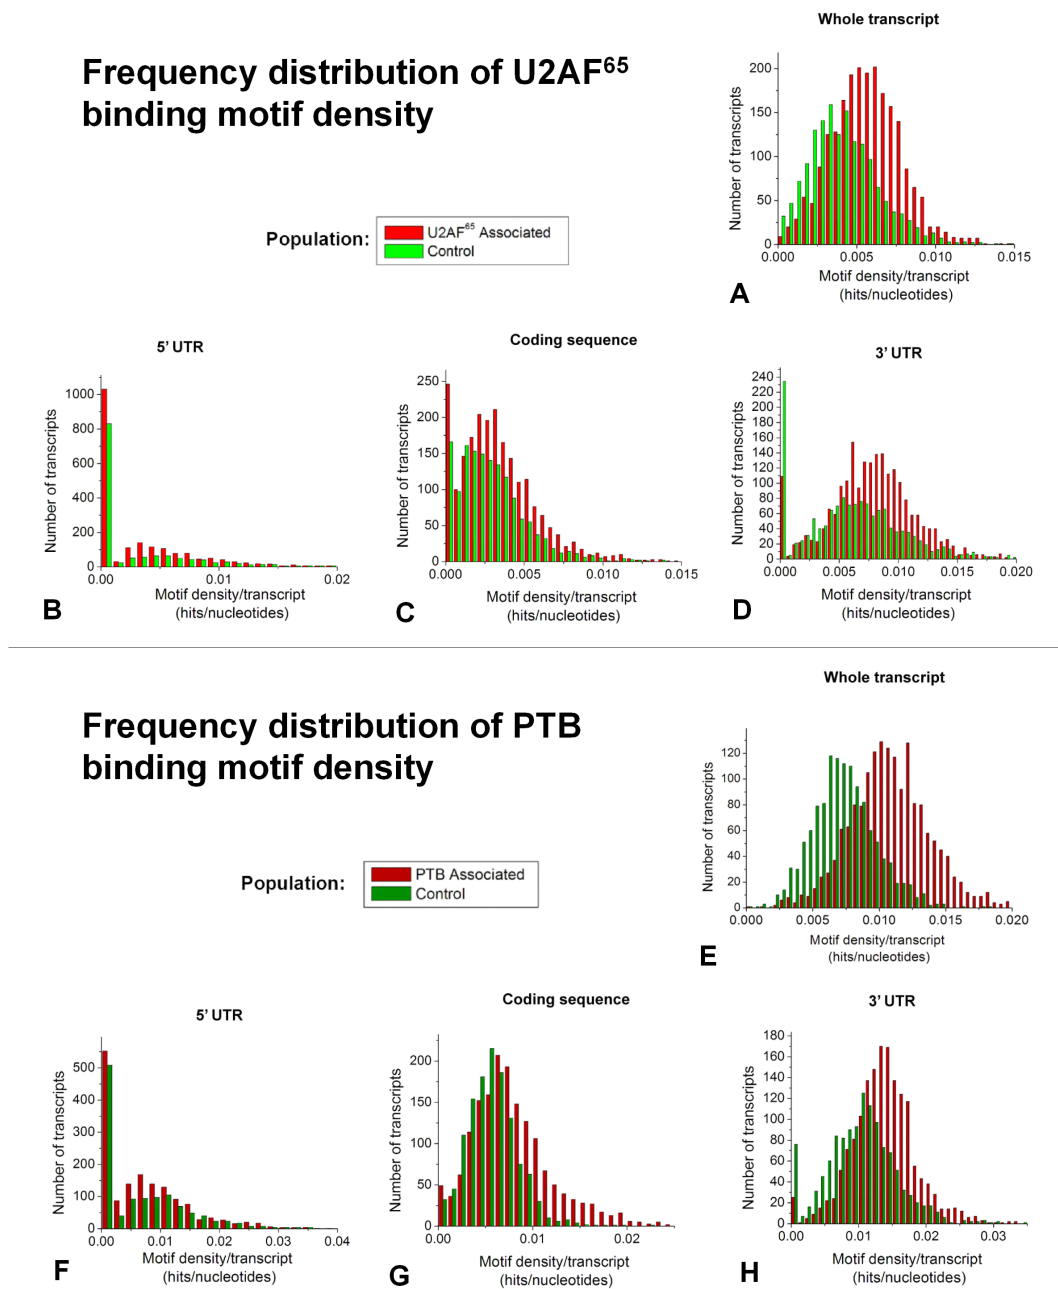 Whole transcript
Frequency distribution of U2AF65
binding motif density
200
150
100
50
0
Number of transcripts
0.000 0.005 0.010 0.015
Motif density/transcript
(hits/nucleotides)
A
Population:
U2AF65 Associated
Control
5’ UTR
1000
800
600
400
200
0
Number of transcripts
0.00 0.01 0.02
Motif density/transcript
(hits/nucleotides)
B
Coding sequence
250
200
150
100
50
0
Number of transcripts
0.000 0.005 0.010 0.015
Motif density/transcript
(hits/nucleotides)
C
3’ UTR
240
220
200
180
160
140
120
100
80
60
40
20
0
Number of transcripts
0.000 0.005 0.010 0.015 0.020
Motif density/transcript
(hits/nucleotides)
D
Whole transcript
Frequency distribution of PTB
binding motif density
120
100
80
60
40
20
0
Number of transcripts
0.000 0.005 0.010 0.015 0.020
Motif density/transcript
(hits/nucleotides)
E
Population:
PTB Associated
Control
5’ UTR
500
400
300
200
100
0
Number of transcripts
0.00 0.01 0.02 0.03 0.04
Motif density/transcript
(hits/nucleotides)
F
Coding sequence
200
150
100
50
0
Number of transcripts
0.00 0.01 0.02
Motif density/transcript
(hits/nucleotides)
G
3’ UTR
180
160
140
120
100
80
60
40
20
0
Number of transcripts
0.00 0.01 0.02 0.03
Motif density/transcript
(hits/nucleotides)
H